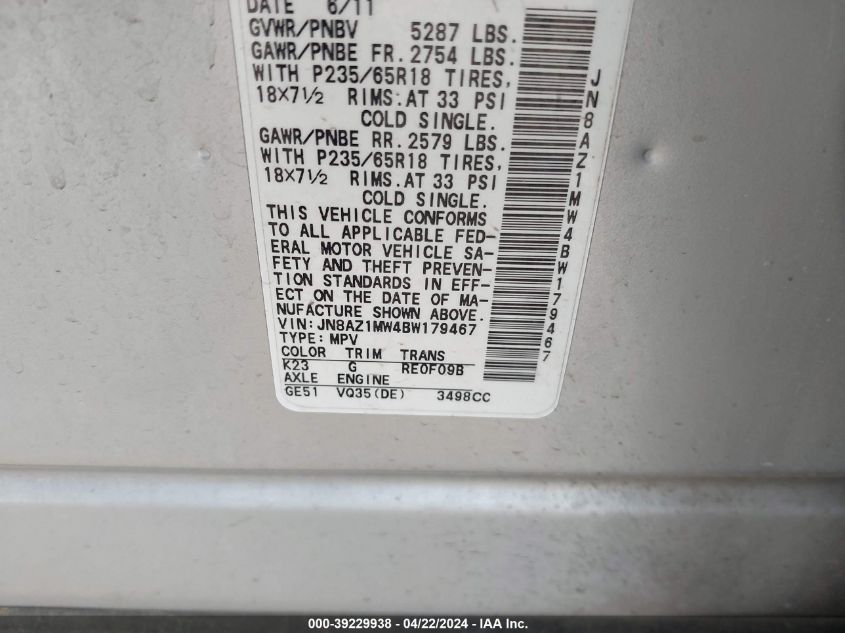 DATE 6/11
GVWR/PNBV 5287 LBS.
GAWR/PNBE FR. 2754 LBS.
WITH P235/65R18 TIRES,
18X7 1/2 RIMS.AT 33 PSI
COLD SINGLE.
GAWR/PNBE RR. 2579 LBS.
WITH P235/65R18 TIRES,
18X7 1/2 RIMS.AT 33 PSI
COLD SINGLE.
THIS VEHICLE CONFORMS
TO ALL APPLICABLE FED-
ERAL MOTOR VEHICLE SA-
FETY AND THEFT PREVEN-
TION STANDARDS IN EFF-
ECT ON THE DATE OF MA-
NUFACTURE SHOWN ABOVE.
VIN:JN8AZ1MW4BW179467
TYPE:MPV
COLOR TRIM TRANS
K23 G RE0F09B
AXLE ENGINE
GE51 VQ35(DE) 3498CC
JN8AZ1MW4BW179467
000-39229938 - 04/22/2024 - IAA Inc.